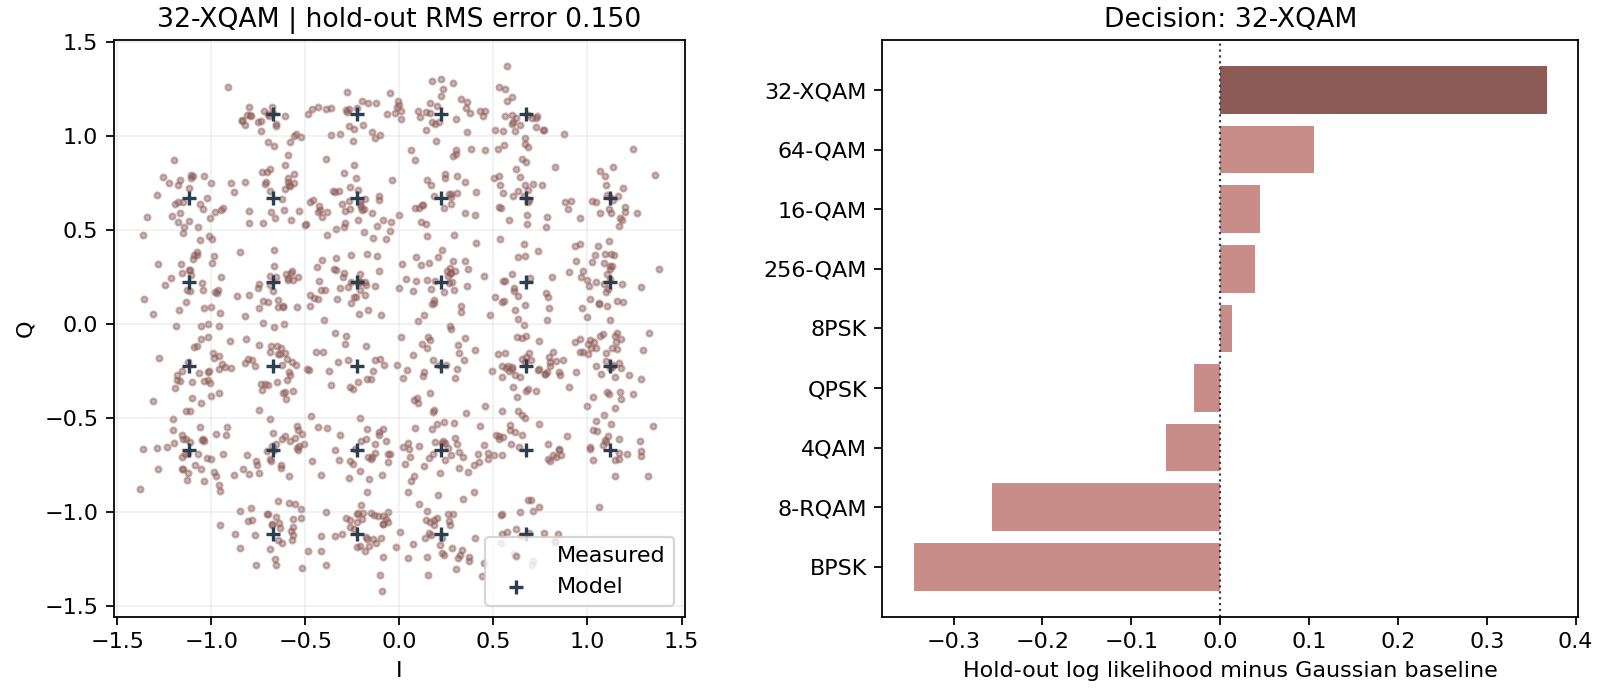 32-XQAM | hold-out RMS error 0.150
1.5
1.0
0.5
0.0
−0.5
−1.0
−1.5
Q
−1.5 −1.0 −0.5 0.0 0.5 1.0 1.5
I
Measured
Model
Decision: 32-XQAM
32-XQAM
64-QAM
16-QAM
256-QAM
8PSK
QPSK
4QAM
8-RQAM
BPSK
−0.3 −0.2 −0.1 0.0 0.1 0.2 0.3 0.4
Hold-out log likelihood minus Gaussian baseline